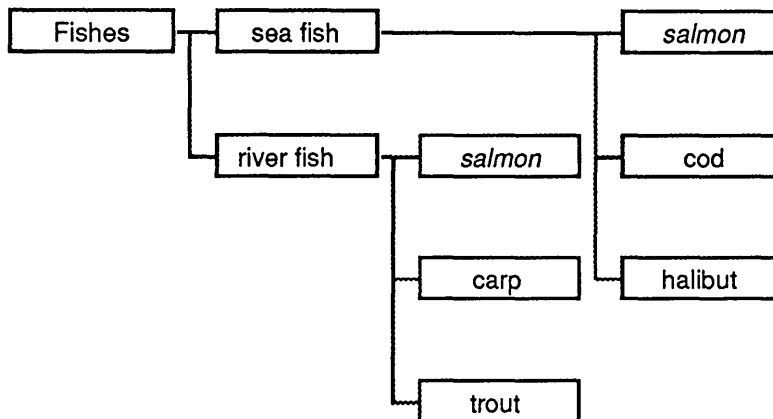 Fishes
sea fish
salmon
river fish
salmon
cod
carp
halibut
trout